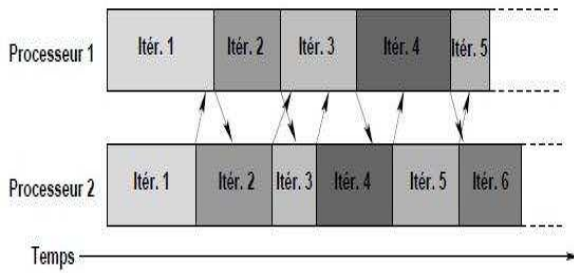 Processeur 1
Itér. 1 Itér. 2 Itér. 3 Itér. 4 Itér. 5
Processeur 2
Itér. 1 Itér. 2 Itér. 3 Itér. 4 Itér. 5 Itér. 6
Temps